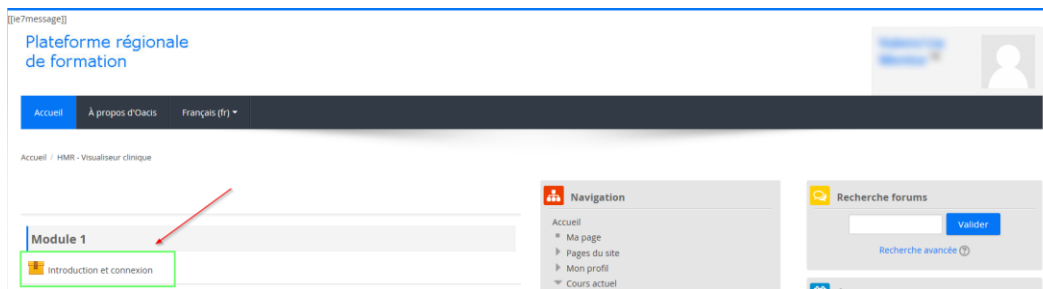 [[ie7message]]
Plateforme régionale
de formation
Accueil
À propos d'Oacis
Français (fr)
Accueil / HMR - Visualiseur clinique
Module 1
Introduction et connexion
Navigation
Accueil
Ma page
Pages du site
Mon profil
Cours actuel
Recherche forums
Valider
Recherche avancée